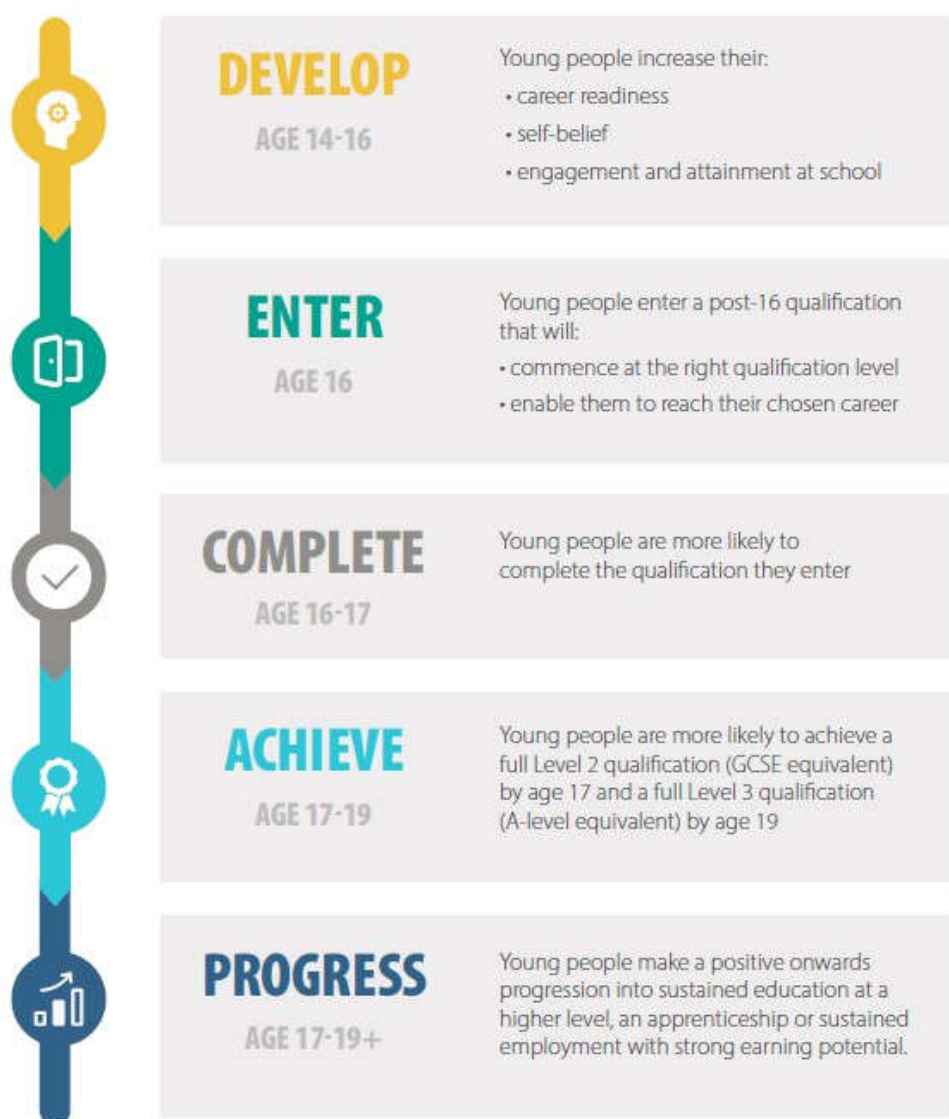 DEVELOP
AGE 14-16
Young people increase their:
• career readiness
• self-belief
• engagement and attainment at school
ENTER
AGE 16
Young people enter a post-16 qualification
that will:
• commence at the right qualification level
• enable them to reach their chosen career
COMPLETE
AGE 16-17
Young people are more likely to
complete the qualification they enter
ACHIEVE
AGE 17-19
Young people are more likely to achieve a
full Level 2 qualification (GCSE equivalent)
by age 17 and a full Level 3 qualification
(A-level equivalent) by age 19
PROGRESS
AGE 17-19+
Young people make a positive onwards
progression into sustained education at a
higher level, an apprenticeship or sustained
employment with strong earning potential.